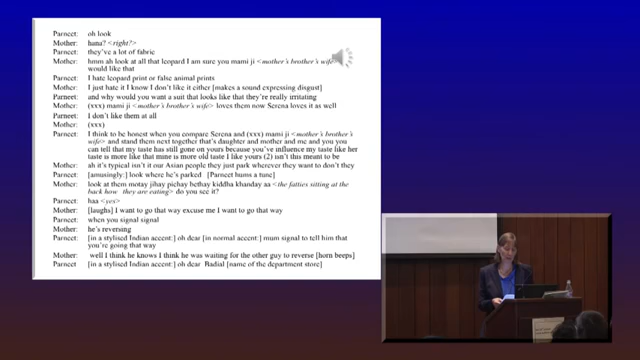 Parneet: oh look
Mother: hana? <right?>
Parneet: they've a lot of fabric
Mother: hmm ah look at all that leopard I am sure you mami ji <mother's brother's wife>
would like that
Parneet: I hate leopard print or false animal prints
Mother: I just hate it I know I don't like it either [makes a sound expressing disgust]
Parneet: and why would you want a suit that looks like that they're really irritating
Mother: (xxx) mami ji <mother's brother's wife> loves them now Serena loves it as well
Parneet: I don't like them at all
Mother: (xxx)
Parneet: I think to be honest when you compare Serena and (xxx) mami ji <mother's brother's
wife> and stand them next together that's daughter and mother and me and you you
can tell that my taste has still gone on yours because you've influence my taste like her
taste is more like that mine is more old taste I like yours (2) isn't this meant to be
Mother: ah it's typical isn't it our Asian people they just park wherever they want to don't they
Parneet: [amusingly:] look where he's parked [Parneet hums a tune]
Mother: look at them motay jihay pichay bethay kiddha khanday aa <the fatties sitting at the
back how they are eating> do you see it?
Parneet: haa <yes>
Mother: [laughs] I want to go that way excuse me I want to go that way
Parneet: when you signal signal
Mother: he's reversing
Parneet: [in a stylised Indian accent:] oh dear [in normal accent:] mum signal to tell him that
you're going that way
Mother: well I think he knows I think he was waiting for the other guy to reverse [horn beeps]
Parneet [in a stylised Indian accent:] oh dear Radial [name of the department store]